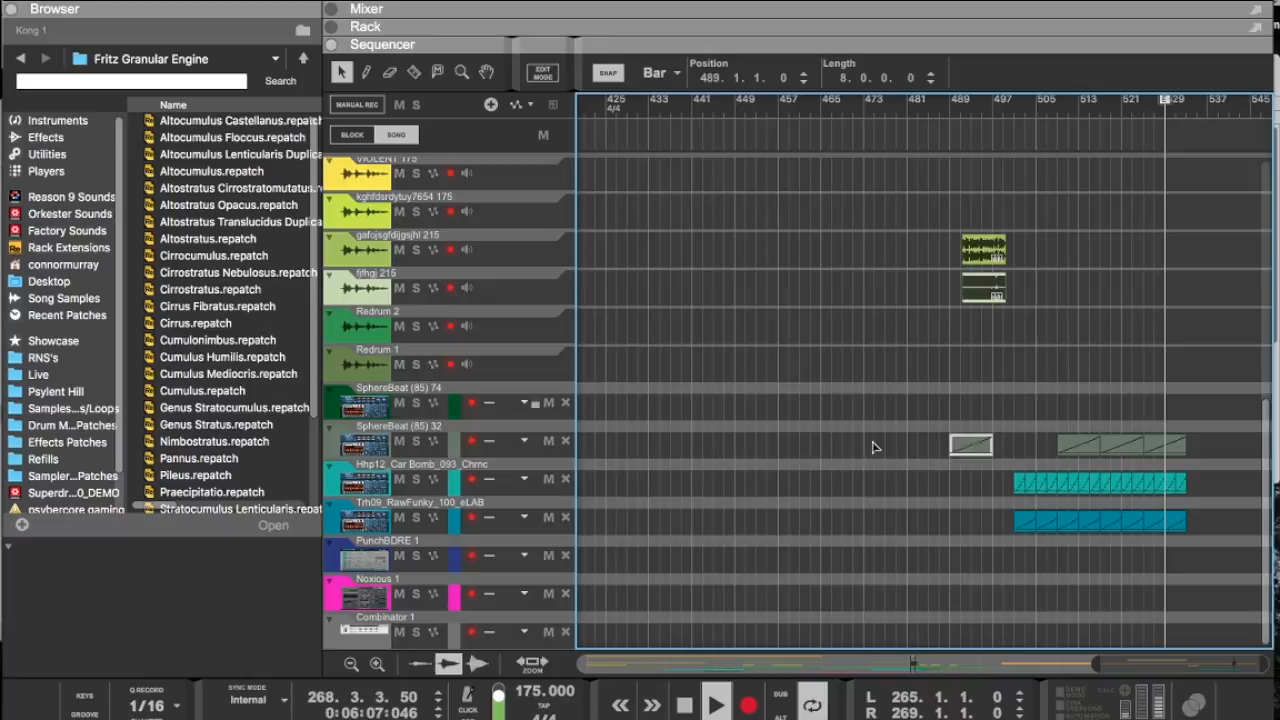 Browser
Kong 1
Fritz Granular Engine
Search
Name
Instruments
Effects
Utilities
Players
Reason 9 Sounds
Orkester Sounds
Factory Sounds
Rack Extensions
connormurray
Desktop
Song Samples
Recent Patches
Showcase
RNS's
Live
Psylent Hill
Samples...s/Loops
Drum M...Patches
Effects Patches
Refills
Sampler...Patches
Superdr...0_DEMO
psybercore gaming
Altocumulus Castellanus.repatch
Altocumulus Floccus.repatch
Altocumulus Lenticularis Duplica
Altocumulus.repatch
Altostratus Cirrostratomutatus.r
Altostratus Opacus.repatch
Altostratus Translucidus Duplica
Altostratus.repatch
Cirrocumulus.repatch
Cirrostratus Nebulosus.repatch
Cirrostratus.repatch
Cirrus Fibratus.repatch
Cirrus.repatch
Cumulonimbus.repatch
Cumulus Humilis.repatch
Cumulus Mediocris.repatch
Cumulus.repatch
Genus Stratocumulus.repatch
Genus Stratus.repatch
Nimbostratus.repatch
Pannus.repatch
Pileus.repatch
Praecipitatio.repatch
Stratocumulus Lenticularis.repat
Open
Mixer
Rack
Sequencer
EDIT MODE
SNAP
Bar
Position
489. 1. 1. 0
Length
8. 0. 0. 0
MANUAL REC
M S
BLOCK
SONG
M
425 433 441 449 457 465 473 481 489 497 505 513 521 E 529 537 545
4/4
VIOLENT 175
M S
kghfdsrdytuy7654 175
M S
gafojsgfdijgsjhl 215
M S
fjfhgi 215
M S
Redrum 2
M S
Redrum 1
M S
SphereBeat (85) 74
M S M
SphereBeat (85) 32
M S M
Hhp12_Car Bomb_093_Chrnc
M S M
Trh09_RawFunky_100_eLAB
M S M
PunchBDRE 1
M S M
Noxious 1
M S M
Combinator 1
M S M
ZOOM
KEYS
GROOVE
Q RECORD
1/16
SYNC MODE
Internal
268. 3. 3. 50
0:06:07:046
CLICK
175.000
4/4
DUB
ALT
L 265. 1. 1. 0
R 269. 1. 1. 0
CALC